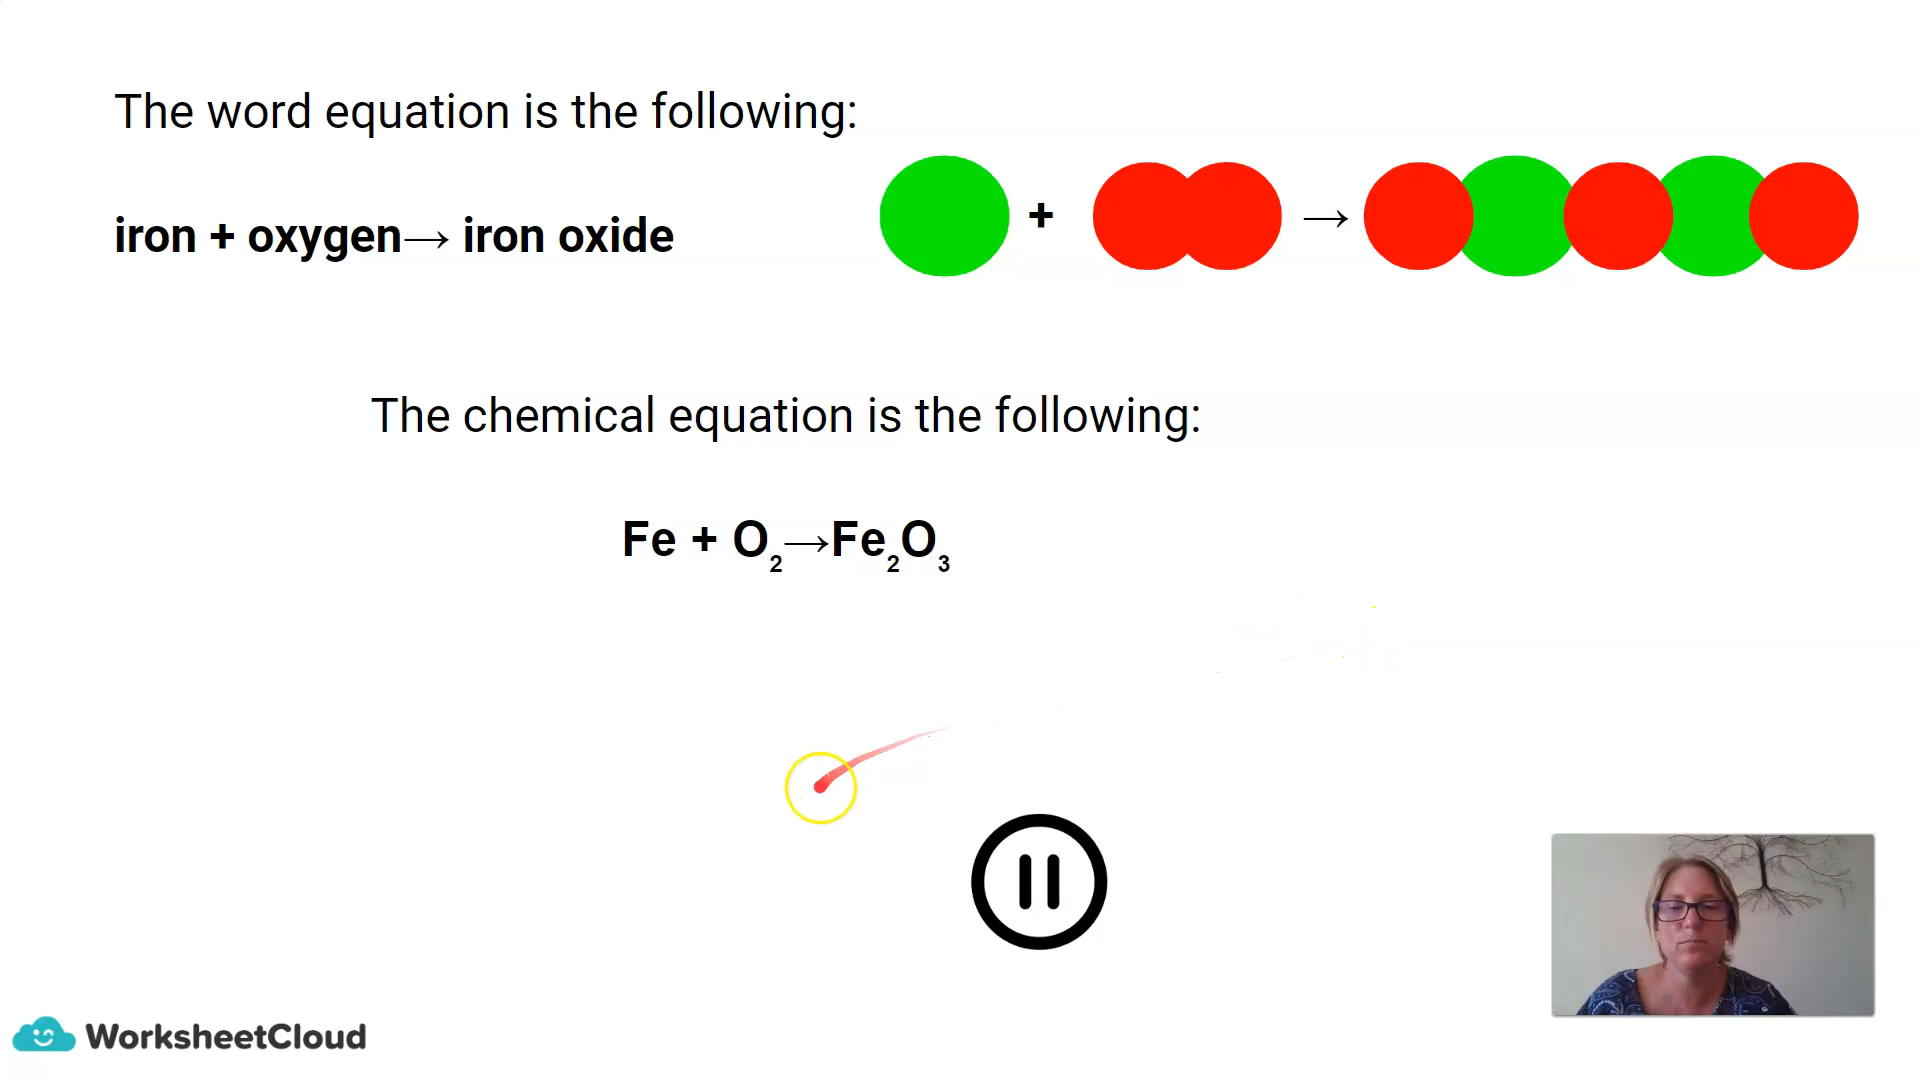 The word equation is the following:
iron + oxygen→ iron oxide
+ →
The chemical equation is the following:
Fe + O₂→Fe₂O₃
WorksheetCloud